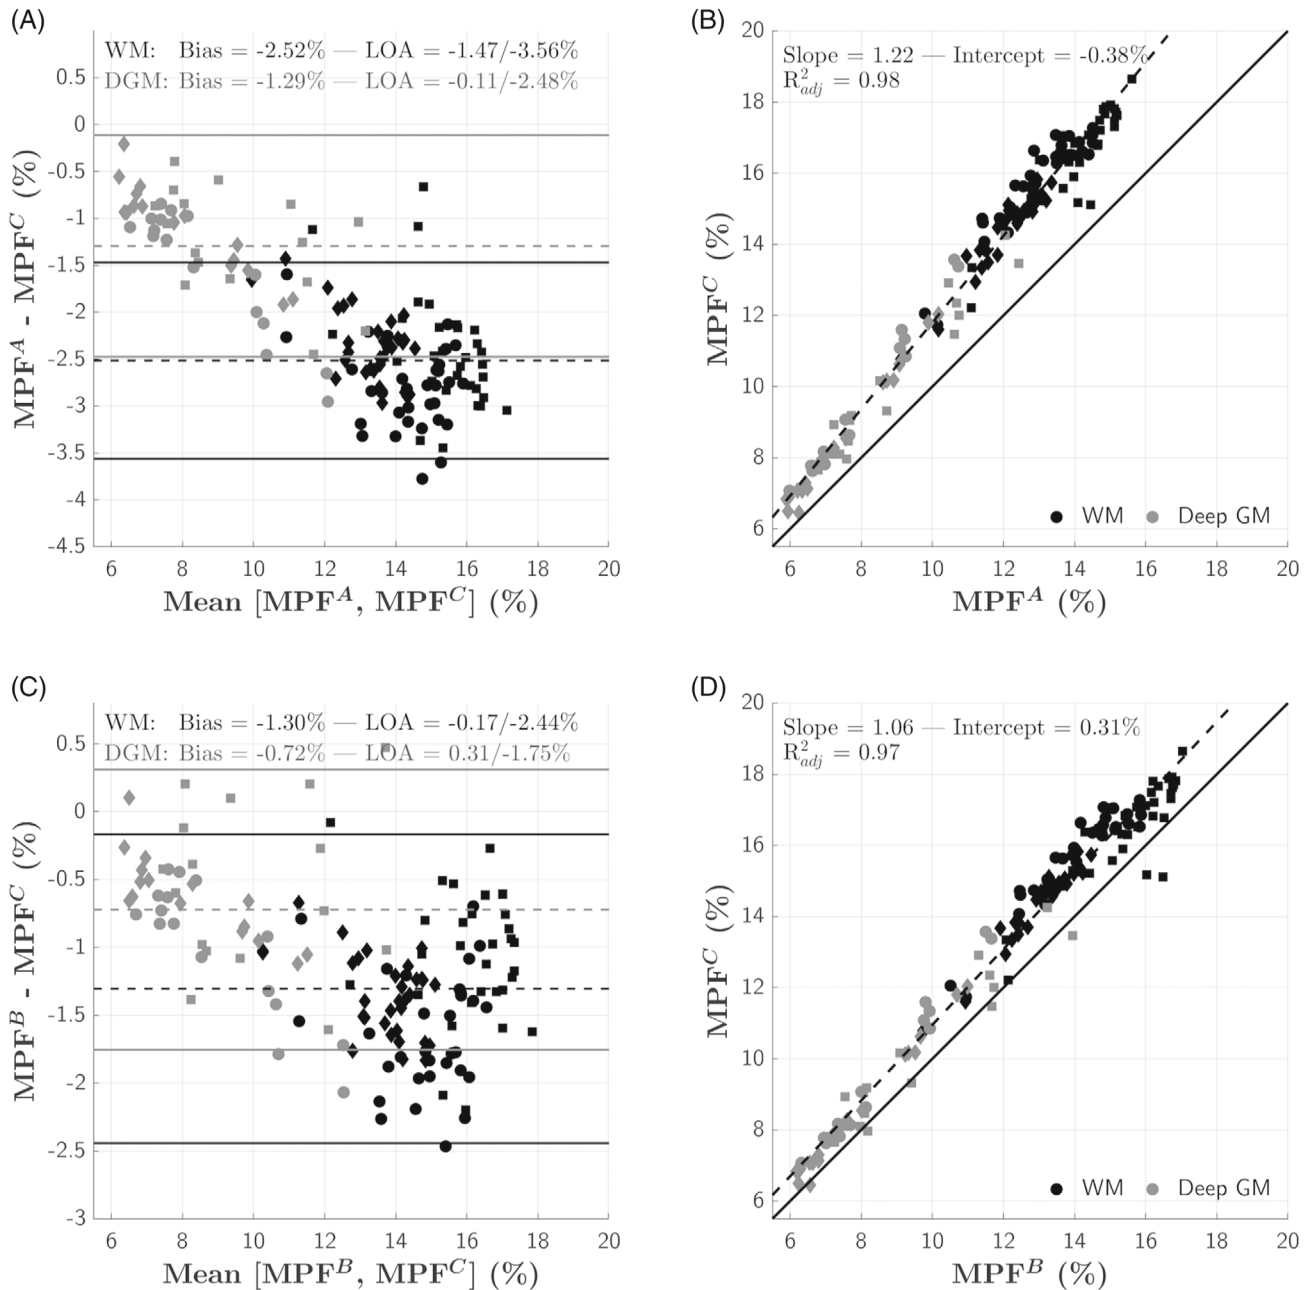 (A)
WM: Bias = -2.52% — LOA = -1.47/-3.56%
DGM: Bias = -1.29% — LOA = -0.11/-2.48%
0.5
0
-0.5
-1
-1.5
-2
-2.5
-3
-3.5
-4
-4.5
MPF^A - MPF^C (%)
6 8 10 12 14 16 18 20
Mean [MPF^A, MPF^C] (%)
(B)
Slope = 1.22 — Intercept = -0.38%
R²adj = 0.98
20
18
16
14
12
10
8
6
MPF^C (%)
WM Deep GM
6 8 10 12 14 16 18 20
MPF^A (%)
(C)
WM: Bias = -1.30% — LOA = -0.17/-2.44%
DGM: Bias = -0.72% — LOA = 0.31/-1.75%
0.5
0
-0.5
-1
-1.5
-2
-2.5
-3
MPF^B - MPF^C (%)
6 8 10 12 14 16 18 20
Mean [MPF^B, MPF^C] (%)
(D)
Slope = 1.06 — Intercept = 0.31%
R²adj = 0.97
20
18
16
14
12
10
8
6
MPF^C (%)
WM Deep GM
6 8 10 12 14 16 18 20
MPF^B (%)